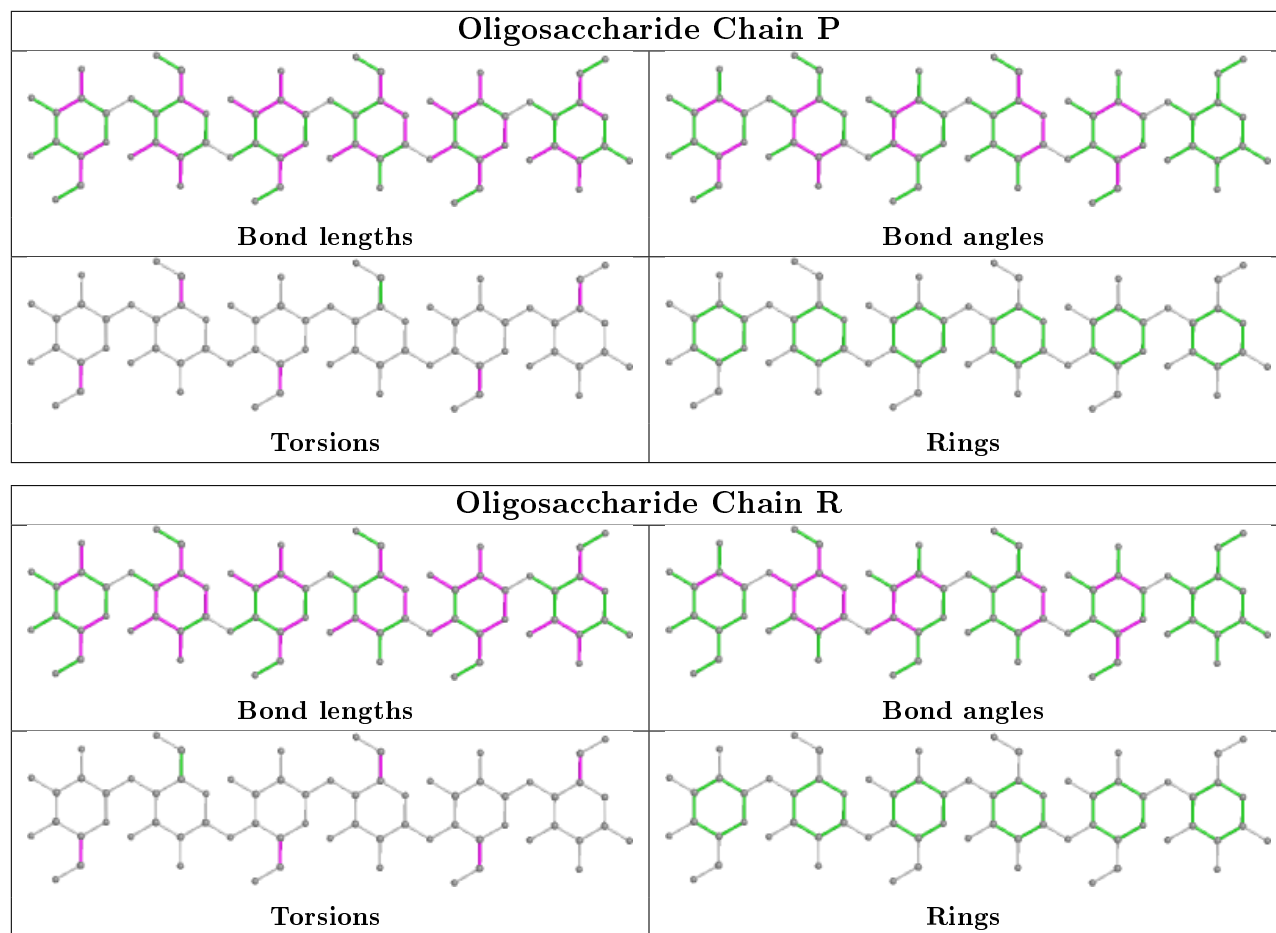 Oligosaccharide Chain P
Bond lengths
Bond angles
Torsions
Rings
Oligosaccharide Chain R
Bond lengths
Bond angles
Torsions
Rings